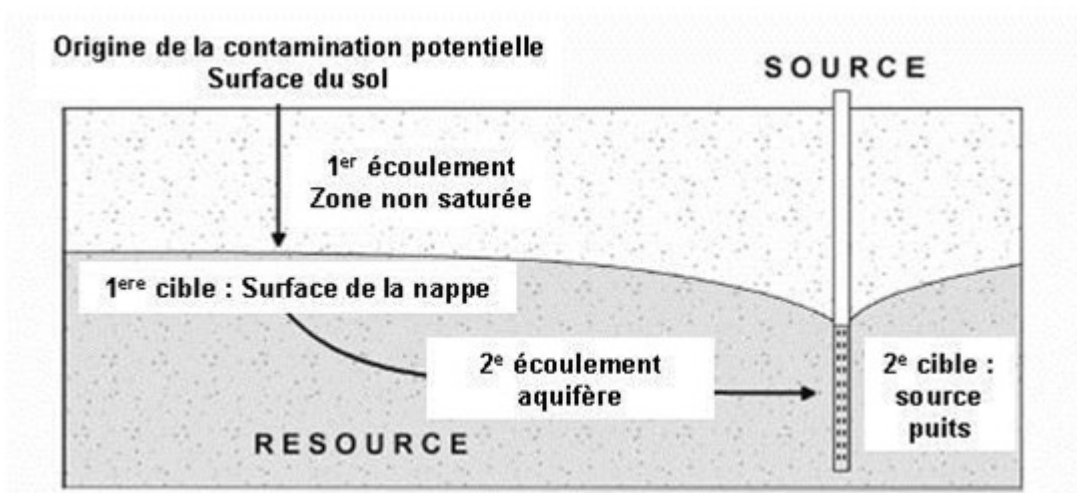 Origine de la contamination potentielle
Surface du sol
SOURCE
1er écoulement
Zone non saturée
1ere cible : Surface de la nappe
2e écoulement
aquifère
2e cible :
source
puits
RESOURCE